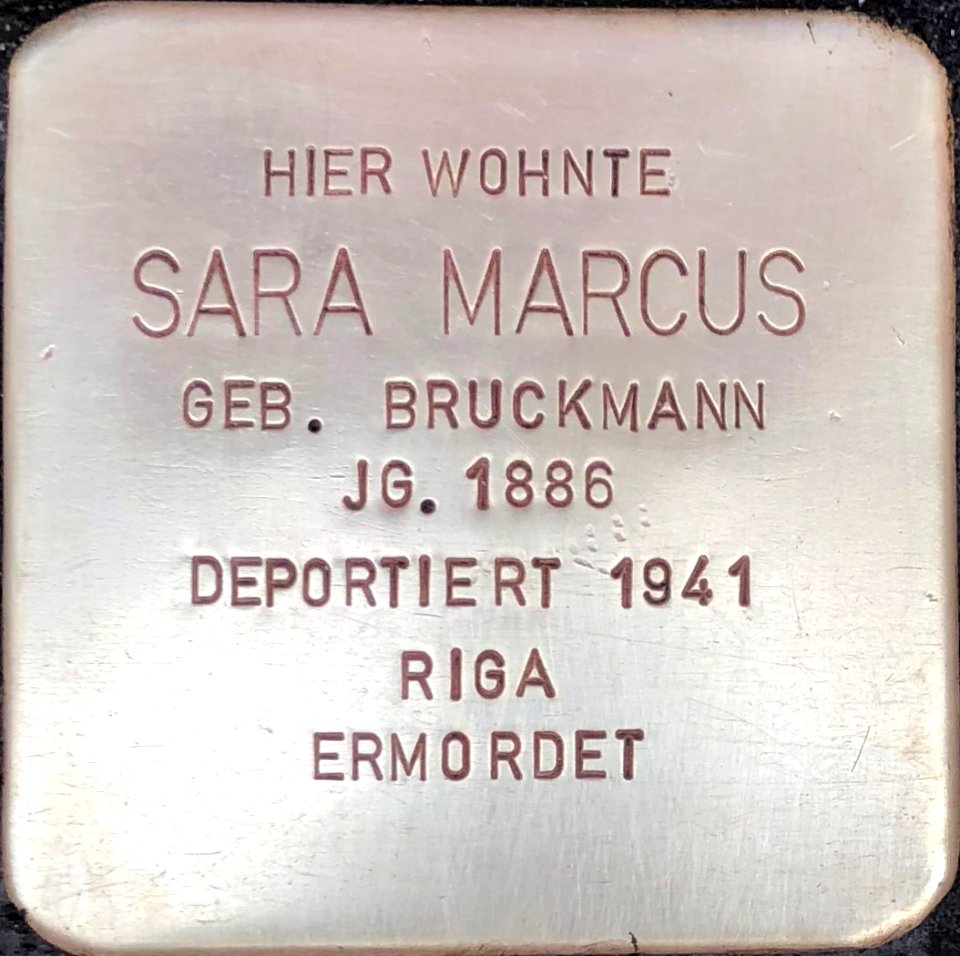 HIER WOHNTE
SARA MARCUS
GEB. BRUCKMANN
JG. 1886
DEPORTIERT 1941
RIGA
ERMORDET